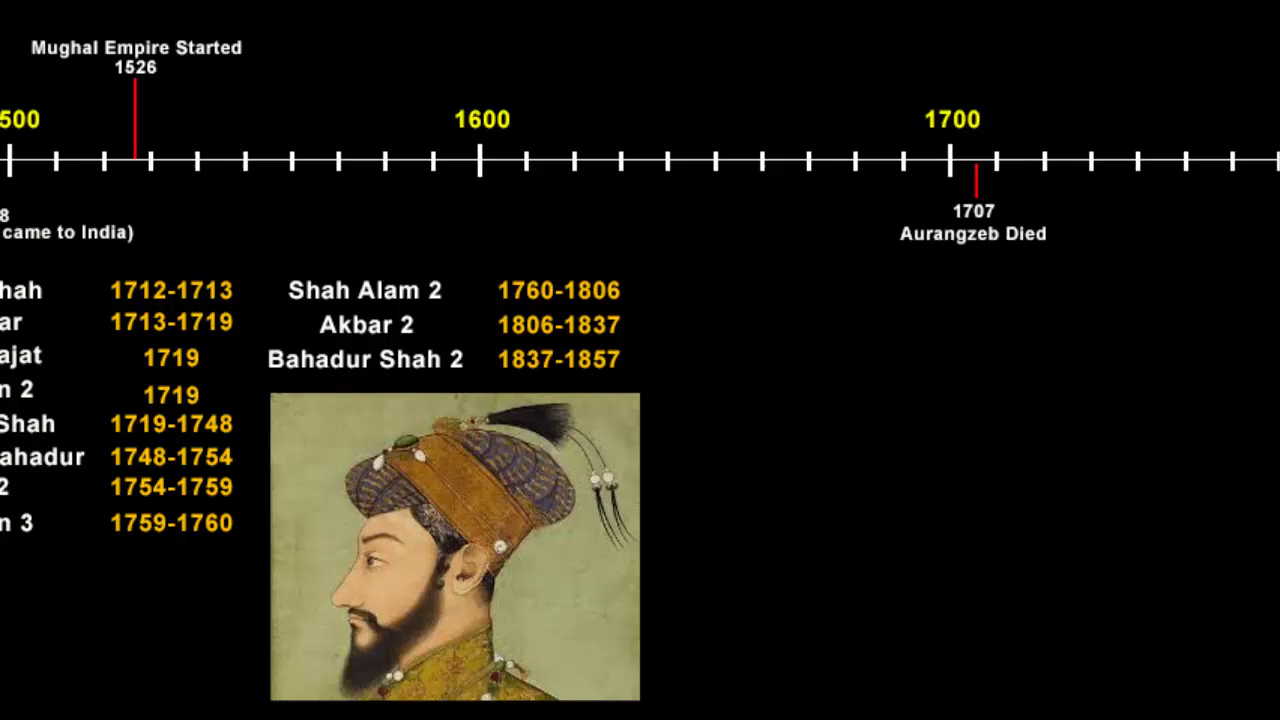 Mughal Empire Started
1526
500
1600
1700
8
came to India)
1707
Aurangzeb Died
hah 1712-1713
ar 1713-1719
ajat 1719
n 2 1719
Shah 1719-1748
ahadur 1748-1754
2 1754-1759
n 3 1759-1760
Shah Alam 2 1760-1806
Akbar 2 1806-1837
Bahadur Shah 2 1837-1857